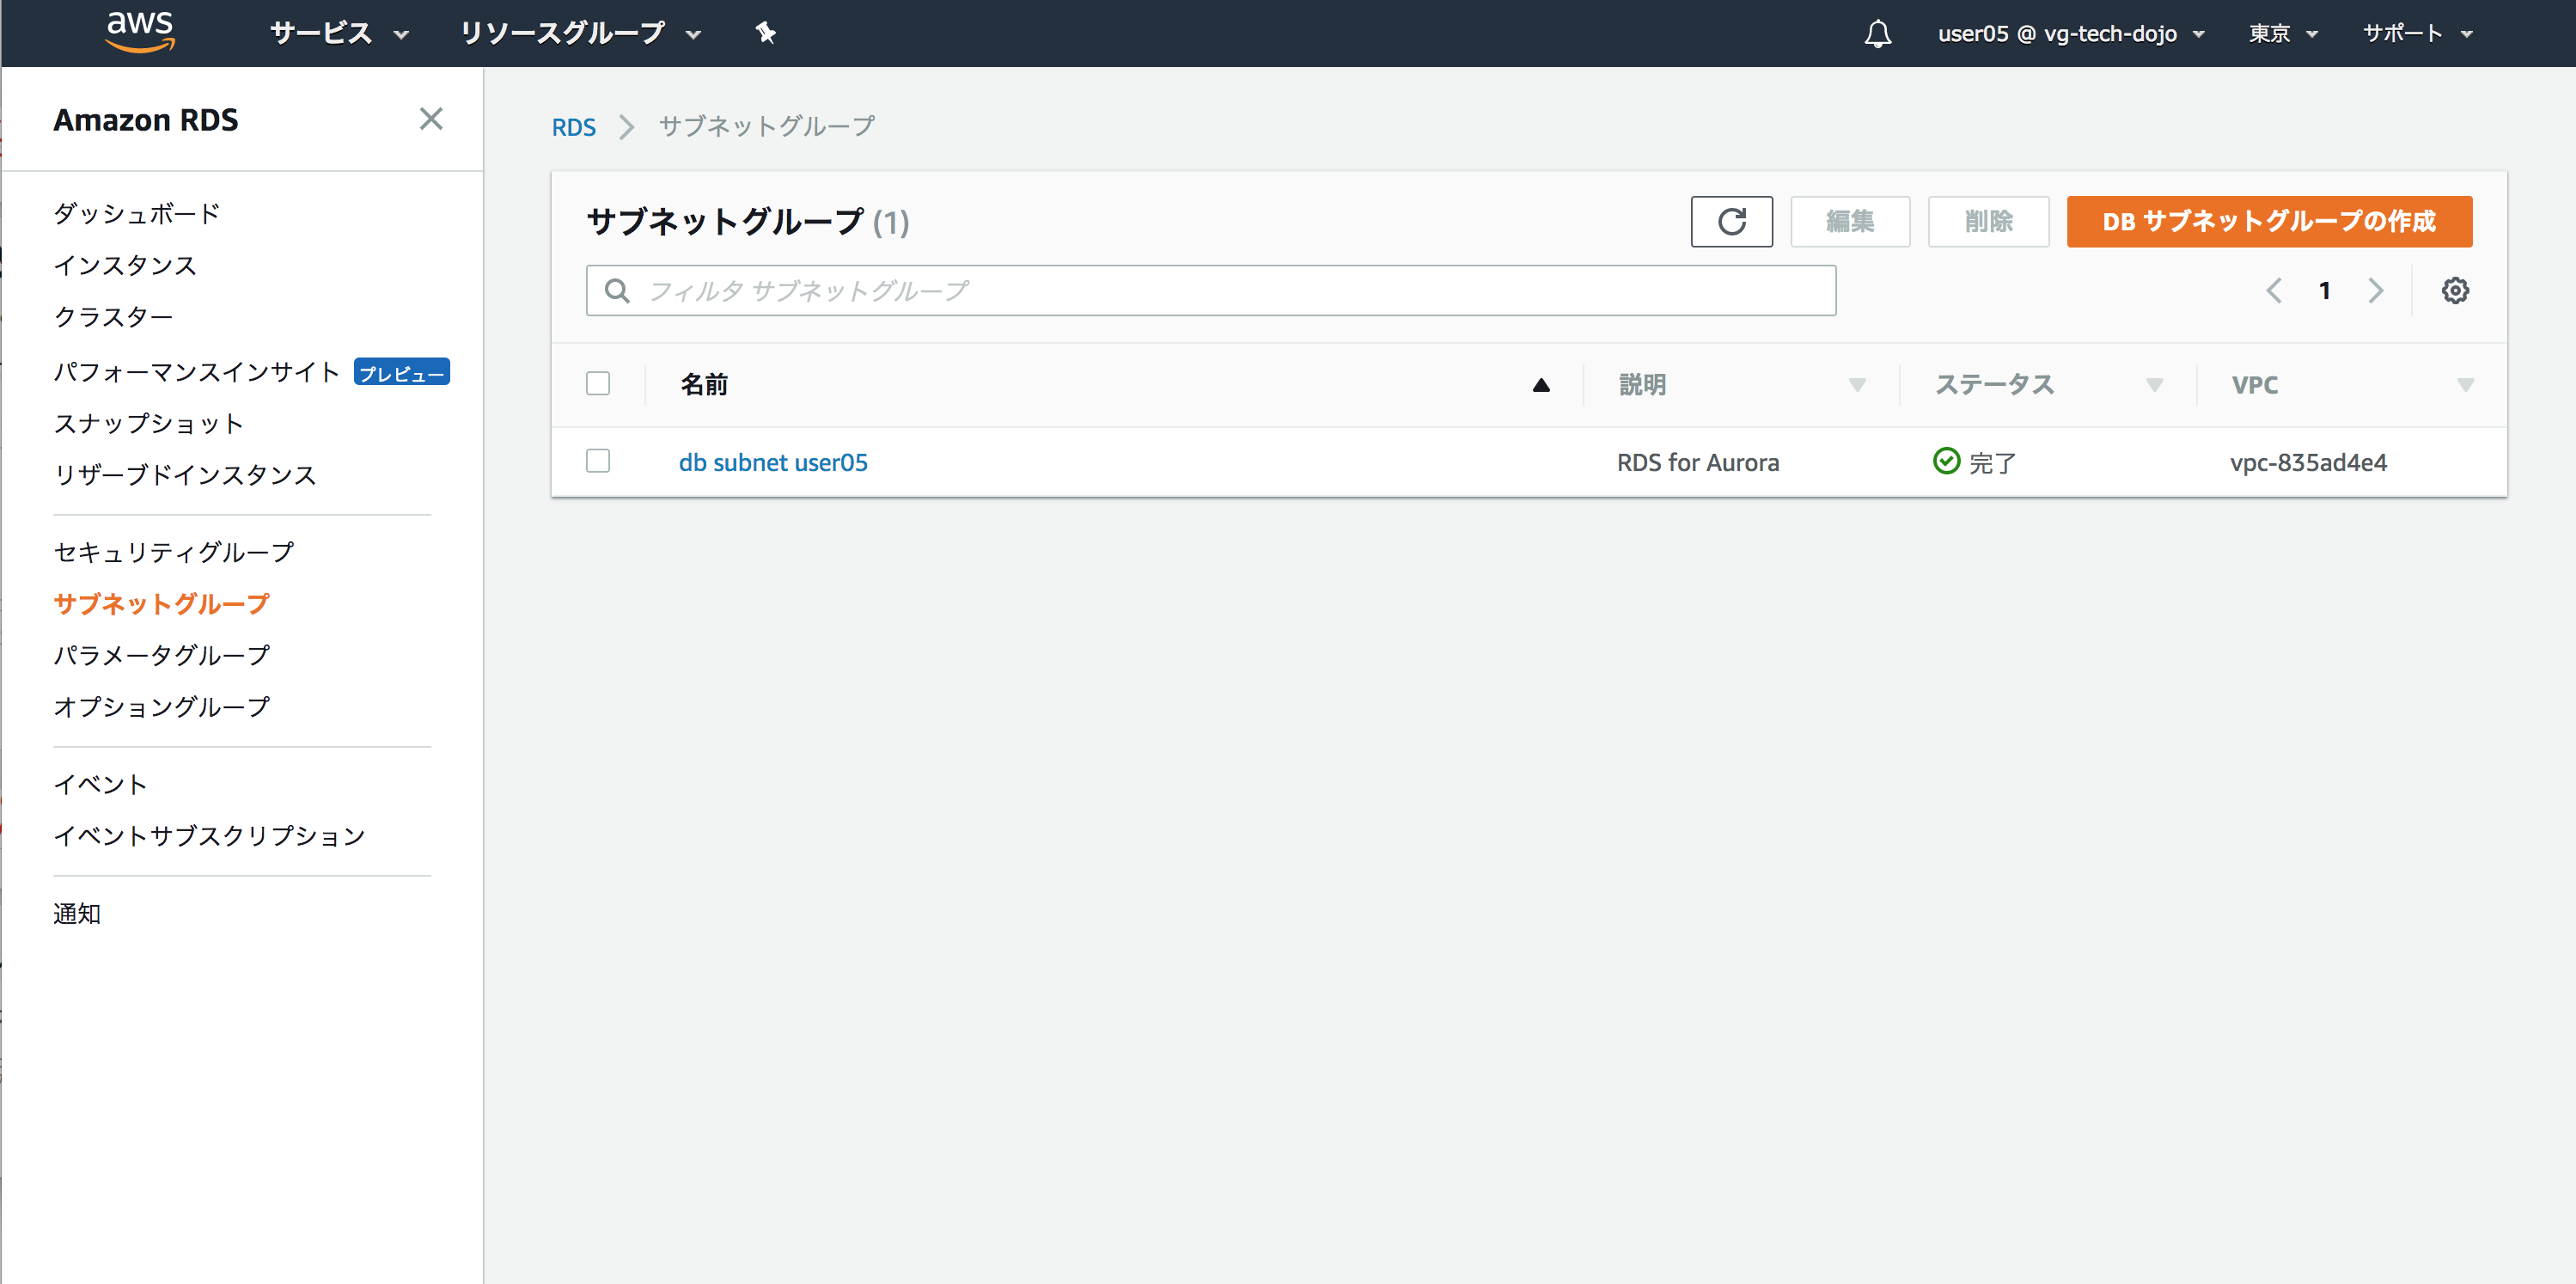 aws サービス リソースグループ user05 @ vg-tech-dojo 東京 サポート
Amazon RDS
ダッシュボード
インスタンス
クラスター
パフォーマンスインサイト プレビュー
スナップショット
リザーブドインスタンス
セキュリティグループ
サブネットグループ
パラメータグループ
オプショングループ
イベント
イベントサブスクリプション
通知
RDS サブネットグループ
サブネットグループ (1) 編集 削除 DB サブネットグループの作成
フィルタ サブネットグループ 1
名前 説明 ステータス VPC
db subnet user05 RDS for Aurora 完了 vpc-835ad4e4